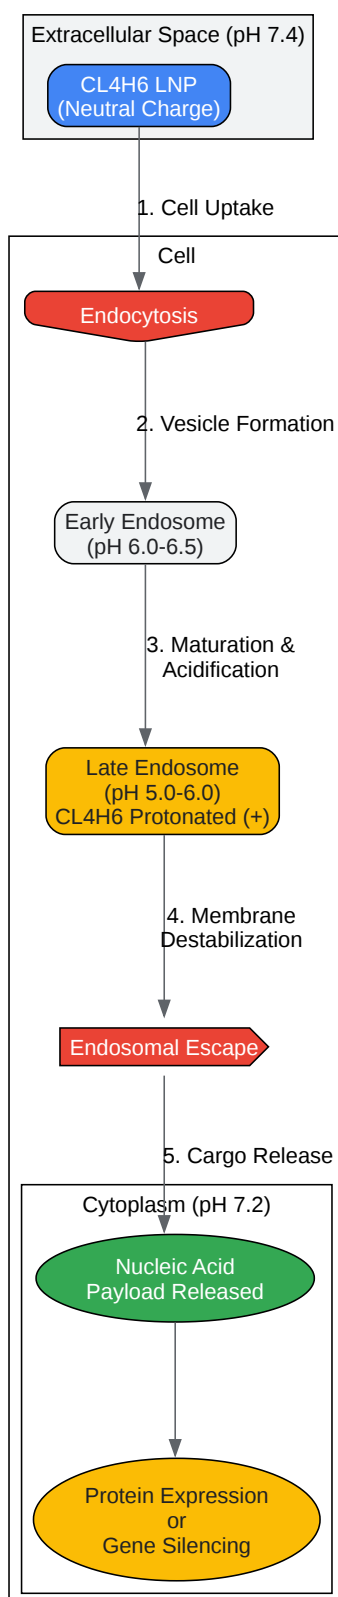 Extracellular Space (pH 7.4)
CL4H6 LNP
(Neutral Charge)
1. Cell Uptake
Cell
Endocytosis
2. Vesicle Formation
Early Endosome
(pH 6.0-6.5)
3. Maturation &
Acidification
Late Endosome
(pH 5.0-6.0)
CL4H6 Protonated (+)
4. Membrane
Destabilization
Endosomal Escape
5. Cargo Release
Cytoplasm (pH 7.2)
Nucleic Acid
Payload Released
Protein Expression
or
Gene Silencing